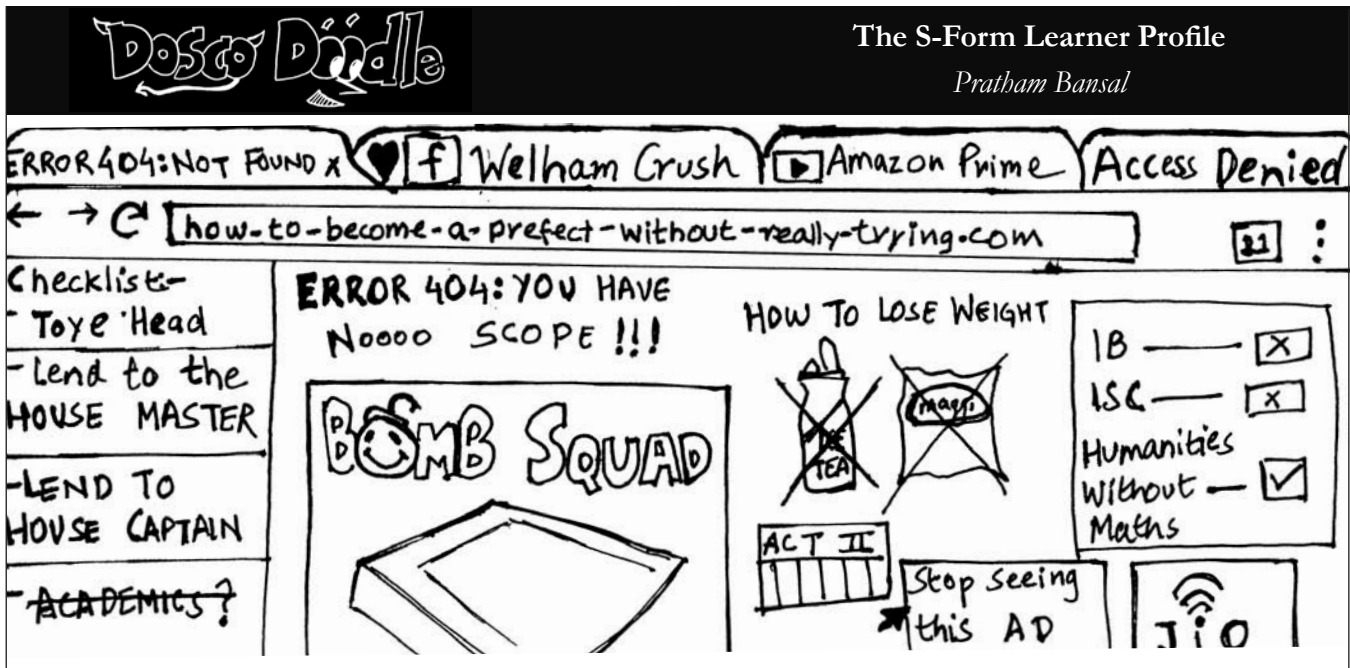 Dosco Doodle
The S-Form Learner Profile
Pratham Bansal
ERROR 404: NOT FOUND X
f Welham Crush
Amazon Prime
Access Denied
how-to-become-a-prefect-without-really-trying.com
21
Checklist:-
- Toye Head
- Lend to the
HOUSE MASTER
- LEND TO
HOUSE CAPTAIN
- ACADEMICS?
ERROR 404: YOU HAVE
NOOOO SCOPE !!!
BOMB SQUAD
HOW TO LOSE WEIGHT
TEA
maggi
ACT II
Stop seeing
this AD
IB — X
ISC — X
Humanities
Without — ✓
Maths
JiO